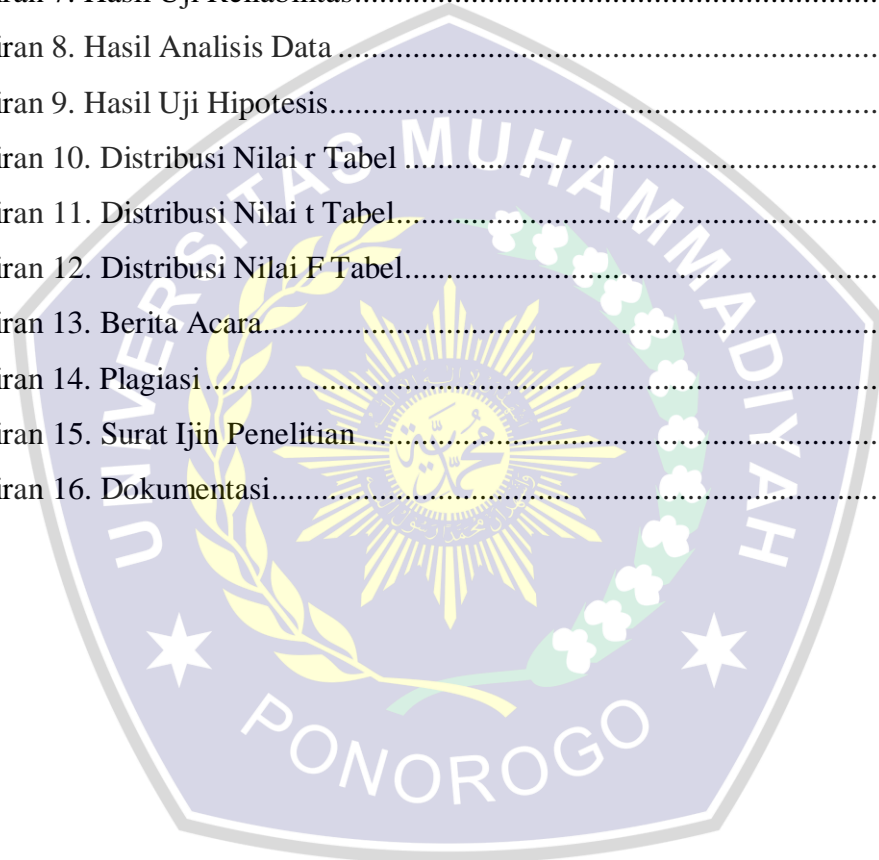 iran 7. Hasil Uji Reliabilitas
iran 8. Hasil Analisis Data
iran 9. Hasil Uji Hipotesis
iran 10. Distribusi Nilai r Tabel
iran 11. Distribusi Nilai t Tabel
iran 12. Distribusi Nilai F Tabel
iran 13. Berita Acara
iran 14. Plagiasi
iran 15. Surat Ijin Penelitian
iran 16. Dokumentasi
UNIVERSITAS MUHAMMADIYAH
محمدية
PONOROGO